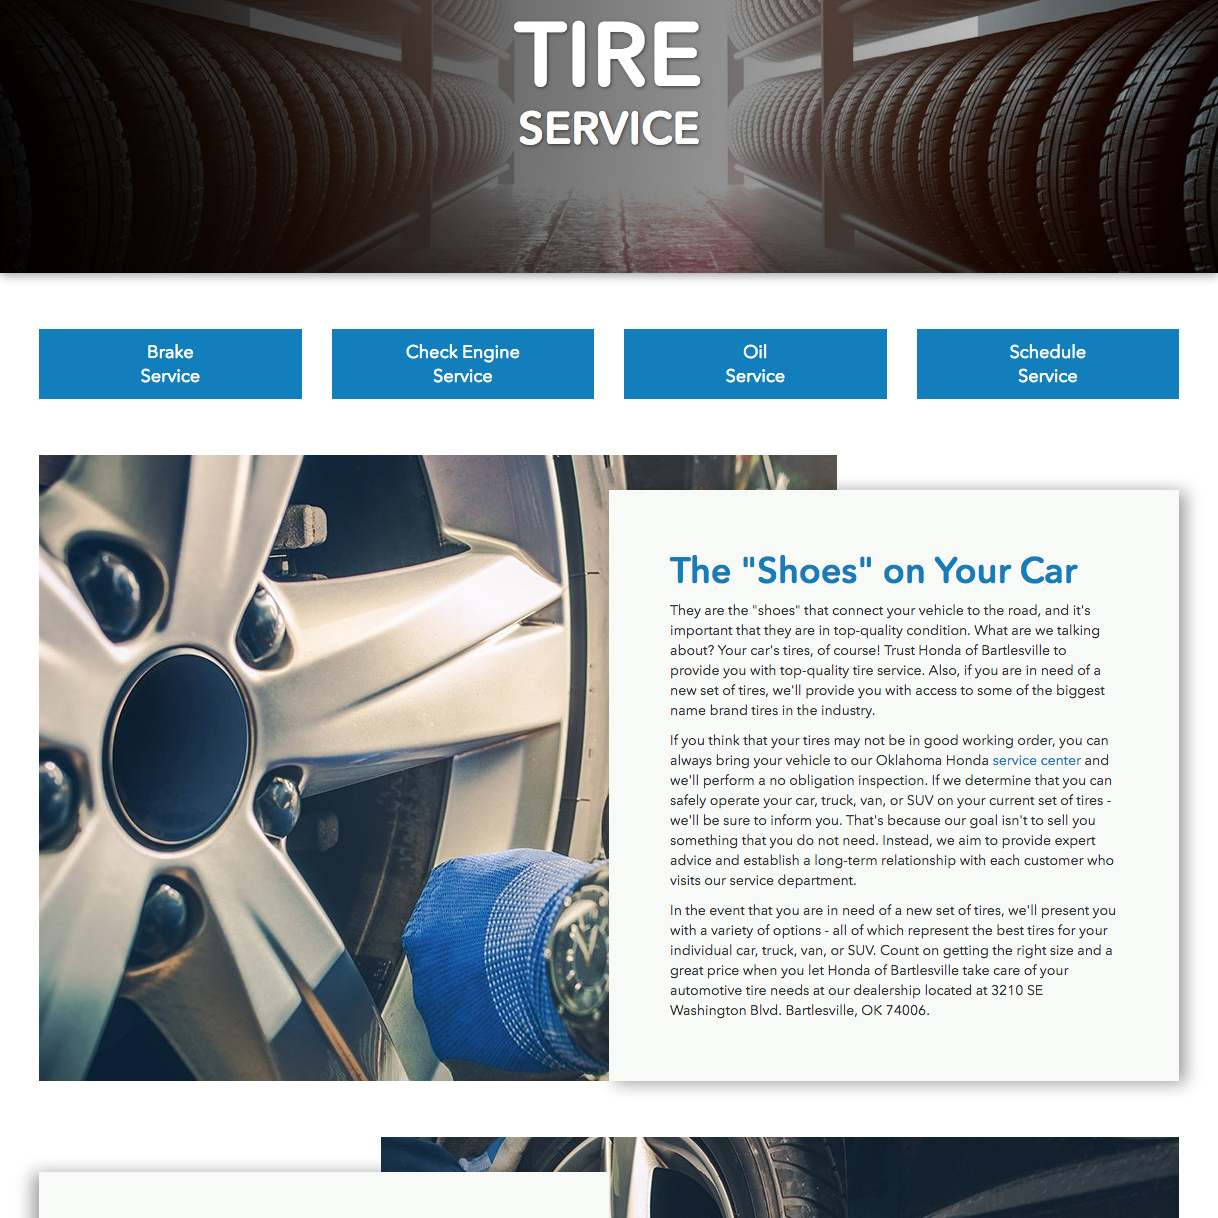 TIRE
SERVICE
Brake
Service
Check Engine
Service
Oil
Service
Schedule
Service
The "Shoes" on Your Car
They are the "shoes" that connect your vehicle to the road, and it's
important that they are in top-quality condition. What are we talking
about? Your car's tires, of course! Trust Honda of Bartlesville to
provide you with top-quality tire service. Also, if you are in need of a
new set of tires, we'll provide you with access to some of the biggest
name brand tires in the industry.
If you think that your tires may not be in good working order, you can
always bring your vehicle to our Oklahoma Honda service center and
we'll perform a no obligation inspection. If we determine that you can
safely operate your car, truck, van, or SUV on your current set of tires -
we'll be sure to inform you. That's because our goal isn't to sell you
something that you do not need. Instead, we aim to provide expert
advice and establish a long-term relationship with each customer who
visits our service department.
In the event that you are in need of a new set of tires, we'll present you
with a variety of options - all of which represent the best tires for your
individual car, truck, van, or SUV. Count on getting the right size and a
great price when you let Honda of Bartlesville take care of your
automotive tire needs at our dealership located at 3210 SE
Washington Blvd. Bartlesville, OK 74006.